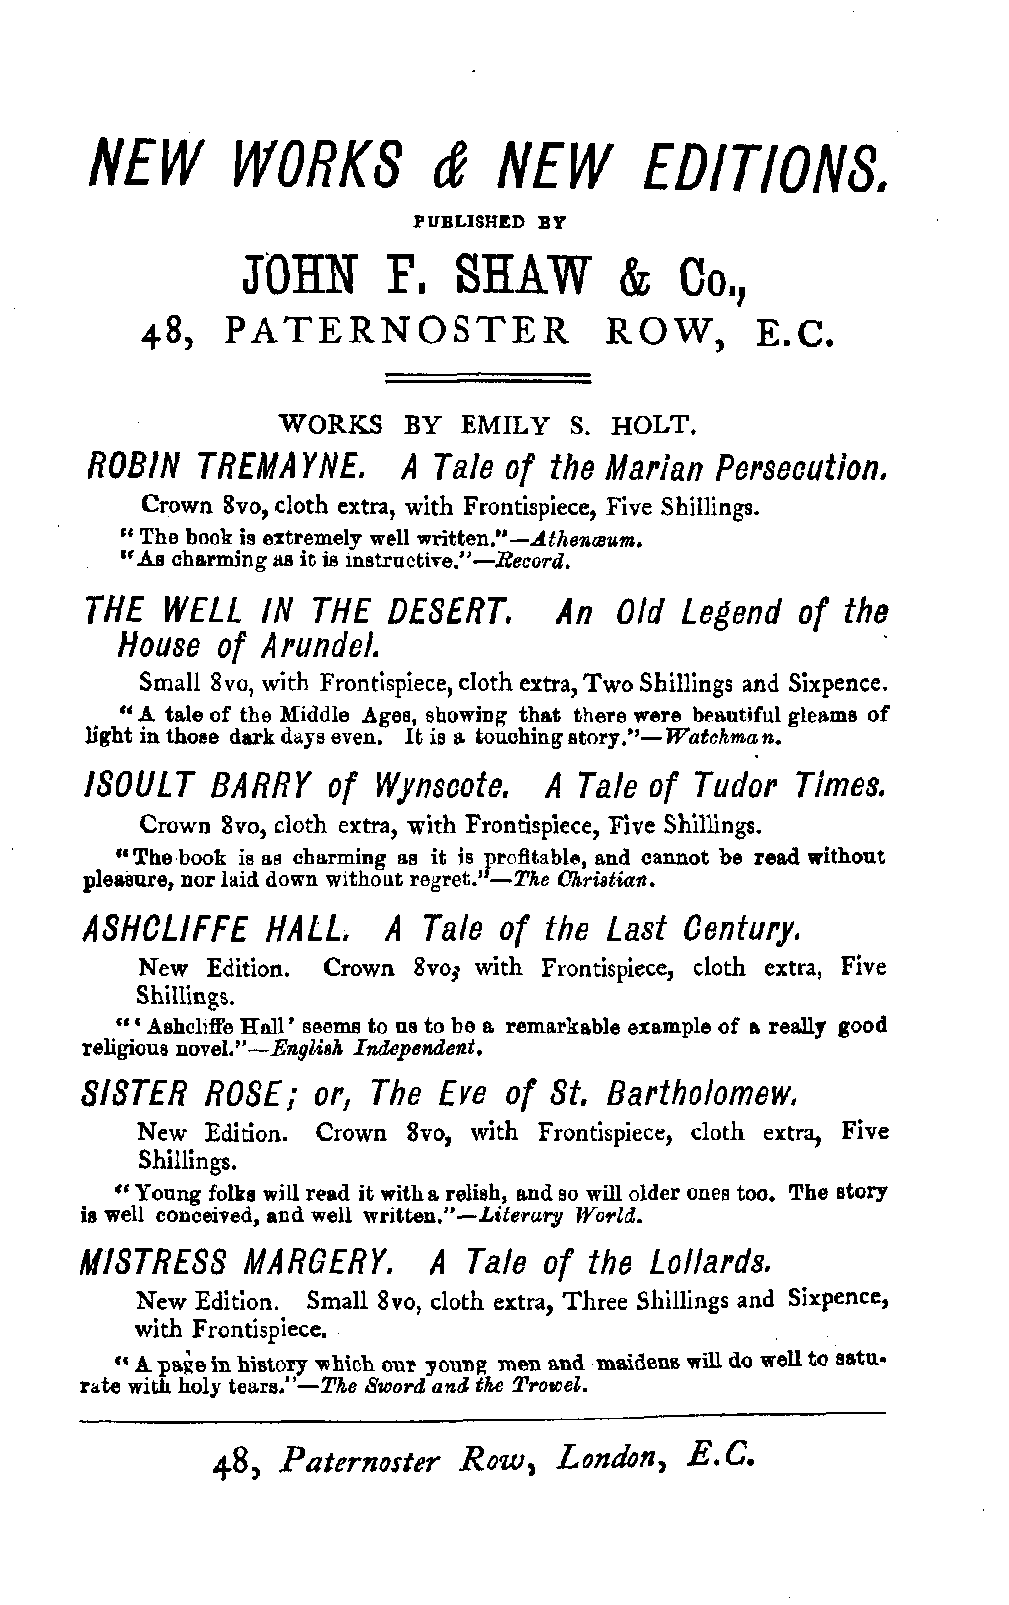 NEW WORKS & NEW EDITIONS.
PUBLISHED BY
JOHN F. SHAW & Co.,
48, PATERNOSTER ROW, E.C.
WORKS BY EMILY S. HOLT.
ROBIN TREMAYNE. A Tale of the Marian Persecution.
Crown 8vo, cloth extra, with Frontispiece, Five Shillings.
"The book is extremely well written."—Athenæum.
"As charming as it is instructive."—Record.
THE WELL IN THE DESERT. An Old Legend of the
House of Arundel.
Small 8vo, with Frontispiece, cloth extra, Two Shillings and Sixpence.
"A tale of the Middle Ages, showing that there were beautiful gleams of
light in those dark days even. It is a touching story."—Watchman.
ISOULT BARRY of Wynscote. A Tale of Tudor Times.
Crown 8vo, cloth extra, with Frontispiece, Five Shillings.
"The book is as charming as it is profitable, and cannot be read without
pleasure, nor laid down without regret."—The Christian.
ASHCLIFFE HALL. A Tale of the Last Century.
New Edition. Crown 8vo, with Frontispiece, cloth extra, Five
Shillings.
"'Ashcliffe Hall' seems to us to be a remarkable example of a really good
religious novel."—English Independent.
SISTER ROSE; or, The Eve of St. Bartholomew.
New Edition. Crown 8vo, with Frontispiece, cloth extra, Five
Shillings.
"Young folks will read it with a relish, and so will older ones too. The story
is well conceived, and well written."—Literary World.
MISTRESS MARGERY. A Tale of the Lollards.
New Edition. Small 8vo, cloth extra, Three Shillings and Sixpence,
with Frontispiece.
"A page in history which our young men and maidens will do well to satu-
rate with holy tears."—The Sword and the Trowel.
48, Paternoster Row, London, E.C.